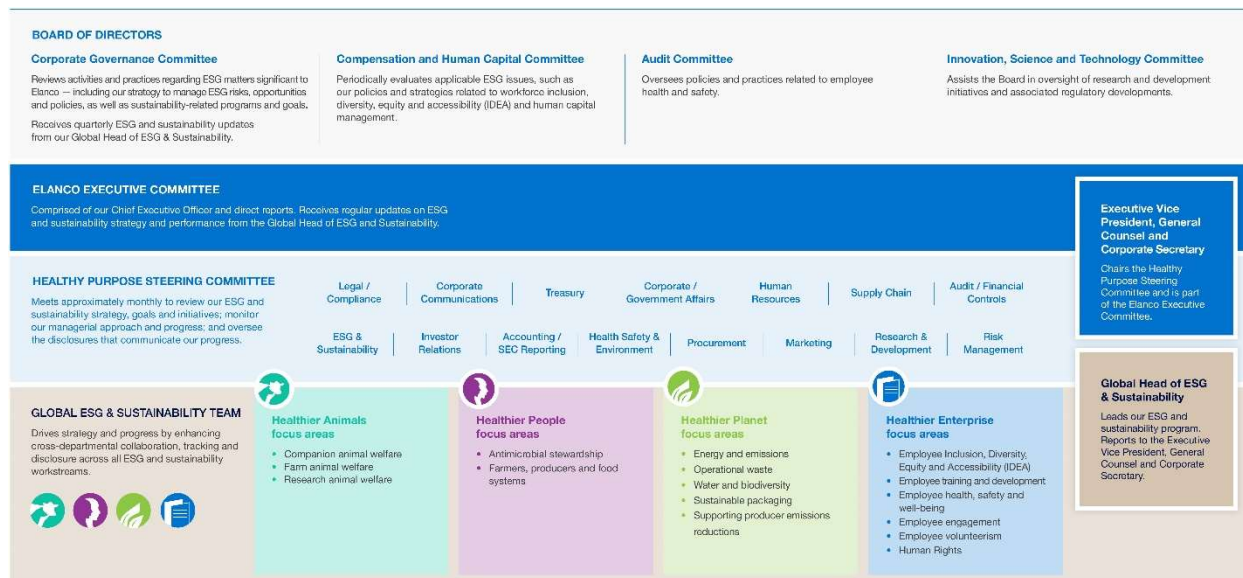 BOARD OF DIRECTORS
Corporate Governance Committee
Reviews activities and practices regarding ESG matters significant to
Elanco — including our strategy to manage ESG risks, opportunities
and policies, as well as sustainability-related programs and goals.
Receives quarterly ESG and sustainability updates
from our Global Head of ESG & Sustainability.
Compensation and Human Capital Committee
Periodically evaluates applicable ESG issues, such as
our policies and strategies related to workforce inclusion,
diversity, equity and accessibility (IDEA) and human capital
management.
Audit Committee
Oversees policies and practices related to employee
health and safety.
Innovation, Science and Technology Committee
Assists the Board in oversight of research and development
initiatives and associated regulatory developments.
ELANCO EXECUTIVE COMMITTEE
Comprised of our Chief Executive Officer and direct reports. Receives regular updates on ESG
and sustainability strategy and performance from the Global Head of ESG and Sustainability.
Executive Vice
President, General
Counsel and
Corporate Secretary
Chairs the Healthy
Purpose Steering
Committee and is part
of the Elanco Executive
Committee.
HEALTHY PURPOSE STEERING COMMITTEE
Meets approximately monthly to review our ESG and
sustainability strategy, goals and initiatives; monitor
our managerial approach and progress; and oversee
the disclosures that communicate our progress.
Legal /
Compliance
Corporate
Communications
Treasury
Corporate /
Government Affairs
Human
Resources
Supply Chain
Audit / Financial
Controls
ESG &
Sustainability
Investor
Relations
Accounting /
SEC Reporting
Health Safety &
Environment
Procurement
Marketing
Research &
Development
Risk
Management
GLOBAL ESG & SUSTAINABILITY TEAM
Drives strategy and progress by enhancing
cross-departmental collaboration, tracking and
disclosure across all ESG and sustainability
workstreams.
Healthier Animals
focus areas
• Companion animal welfare
• Farm animal welfare
• Research animal welfare
Healthier People
focus areas
• Antimicrobial stewardship
• Farmers, producers and food
systems
Healthier Planet
focus areas
• Energy and emissions
• Operational waste
• Water and biodiversity
• Sustainable packaging
• Supporting producer emissions
reductions
Healthier Enterprise
focus areas
• Employee Inclusion, Diversity,
Equity and Accessibility (IDEA)
• Employee training and development
• Employee health, safety and
well-being
• Employee engagement
• Employee volunteerism
• Human Rights
Global Head of ESG
& Sustainability
Leads our ESG and
sustainability program.
Reports to the Executive
Vice President, General
Counsel and Corporate
Secretary.